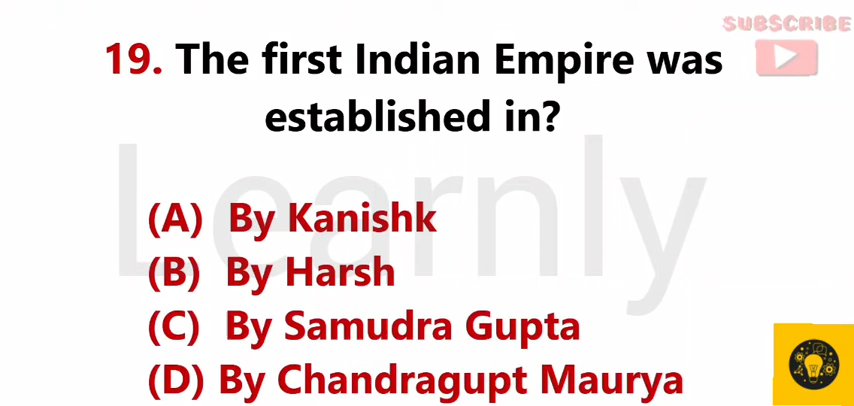 SUBSCRIBE
19. The first Indian Empire was
established in?
Learnly
(A) By Kanishk
(B) By Harsh
(C) By Samudra Gupta
(D) By Chandragupt Maurya